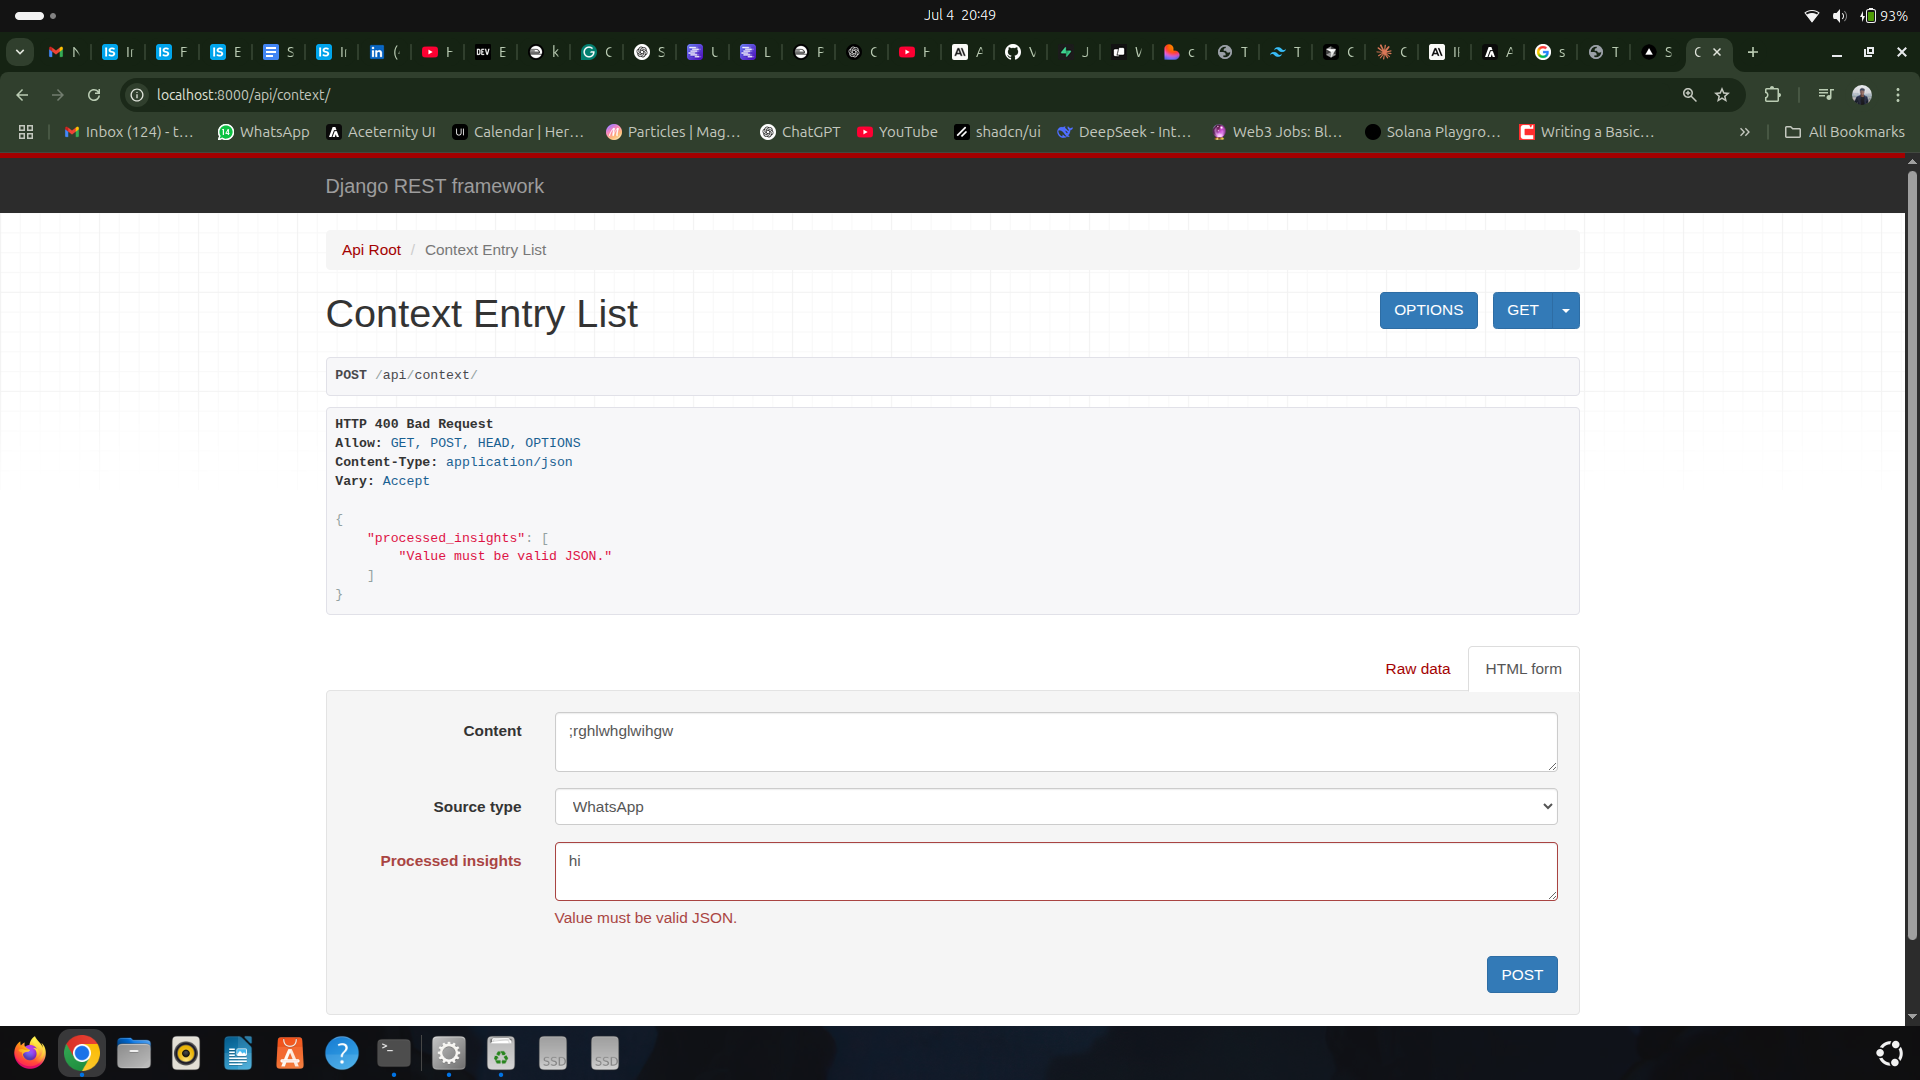 Jul 4 20:49
93%
localhost:8000/api/context/
Inbox (124) - t... WhatsApp Aceternity UI Calendar | Her... Particles | Mag... ChatGPT YouTube shadcn/ui DeepSeek - Int... Web3 Jobs: Bl... Solana Playgro... Writing a Basic... » All Bookmarks
Django REST framework
Api Root / Context Entry List
Context Entry List
OPTIONS GET
POST /api/context/
HTTP 400 Bad Request
Allow: GET, POST, HEAD, OPTIONS
Content-Type: application/json
Vary: Accept
{
"processed_insights": [
"Value must be valid JSON."
]
}
Raw data HTML form
Content ;rghlwhglwihgw
Source type WhatsApp
Processed insights hi
Value must be valid JSON.
POST
SSD SSD